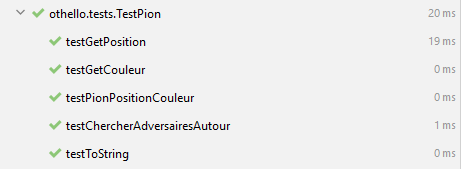 othello.tests.TestPion 20 ms
testGetPosition 19 ms
testGetCouleur 0 ms
testPionPositionCouleur 0 ms
testChercherAdversairesAutour 1 ms
testToString 0 ms